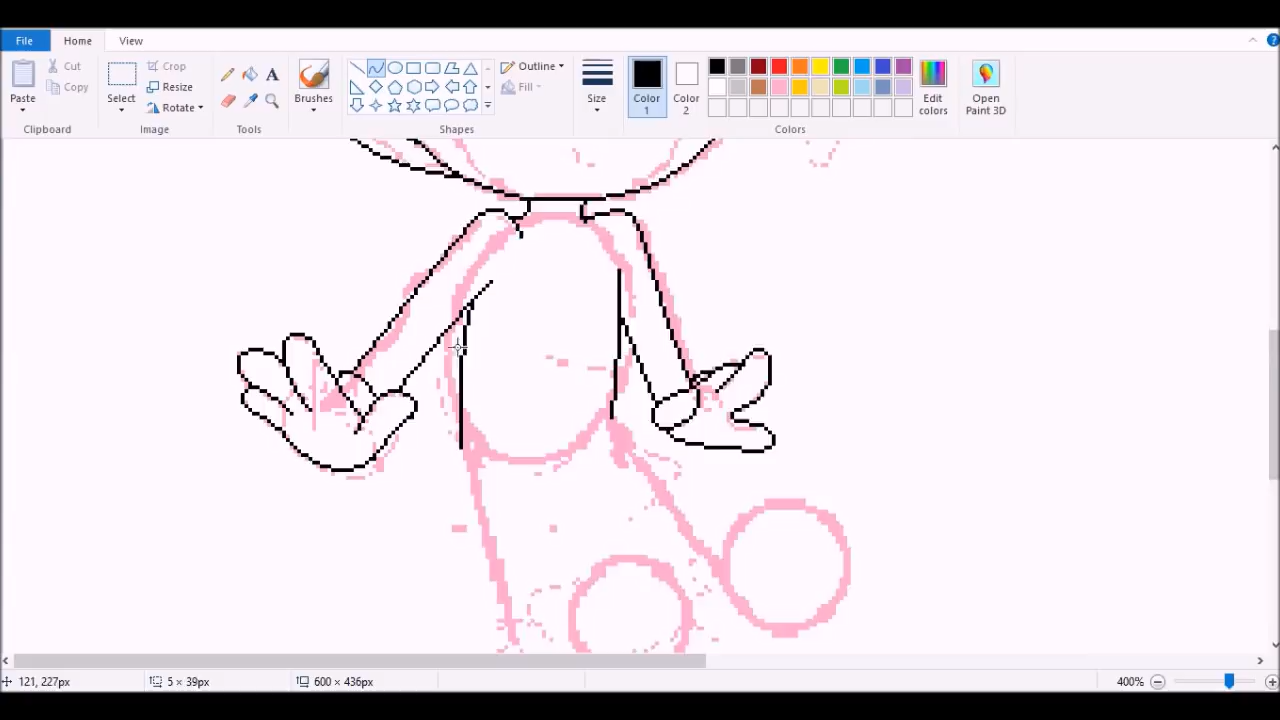 File Home View
Paste
Cut
Copy
Clipboard
Select
Crop
Resize
Rotate
Image
A
Tools
Brushes
Outline
Fill
Shapes
Size
Color 1
Color 2
Edit colors
Colors
Open Paint 3D
121, 227px 5 × 39px 600 × 436px 400%